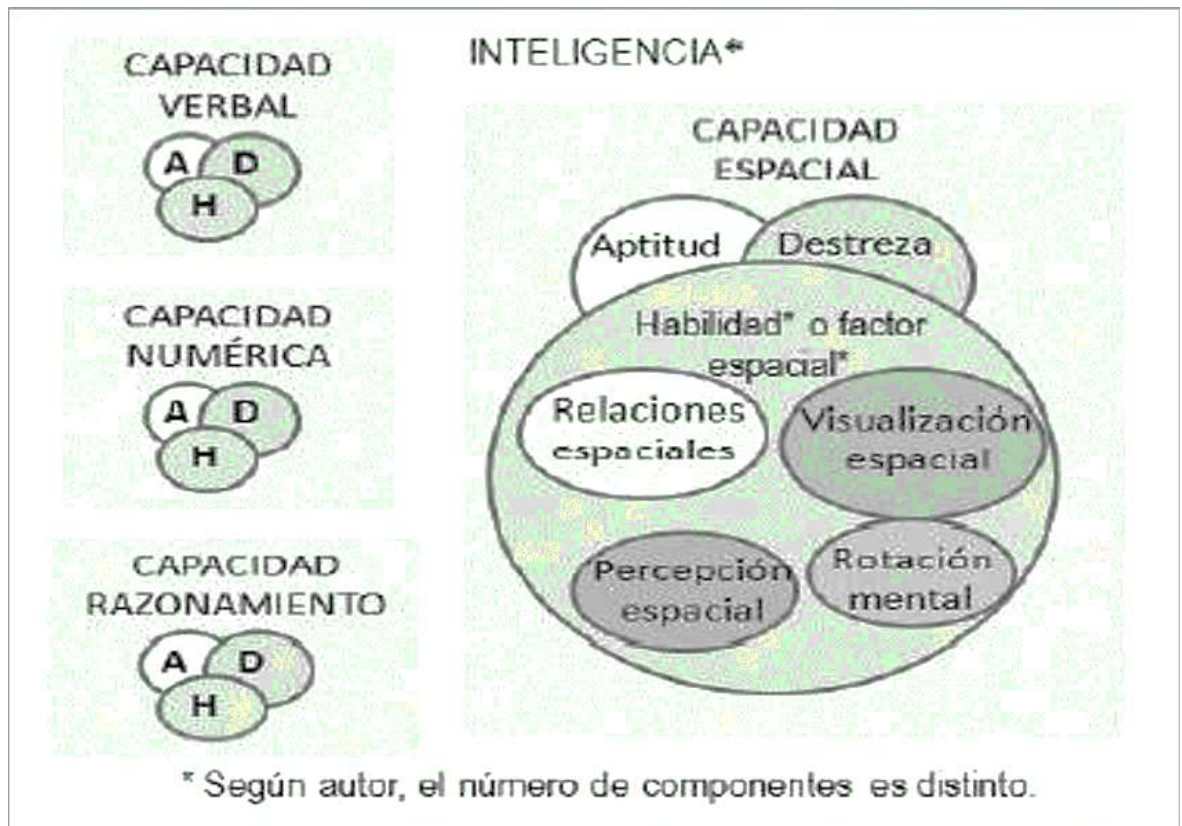 CAPACIDAD
VERBAL
A D
H
CAPACIDAD
NUMÉRICA
A D
H
CAPACIDAD
RAZONAMIENTO
A D
H
INTELIGENCIA*
CAPACIDAD
ESPACIAL
Aptitud Destreza
Habilidad* o factor
espacial*
Relaciones
espaciales
Visualización
espacial
Percepción
espacial
Rotación
mental
* Según autor, el número de componentes es distinto.